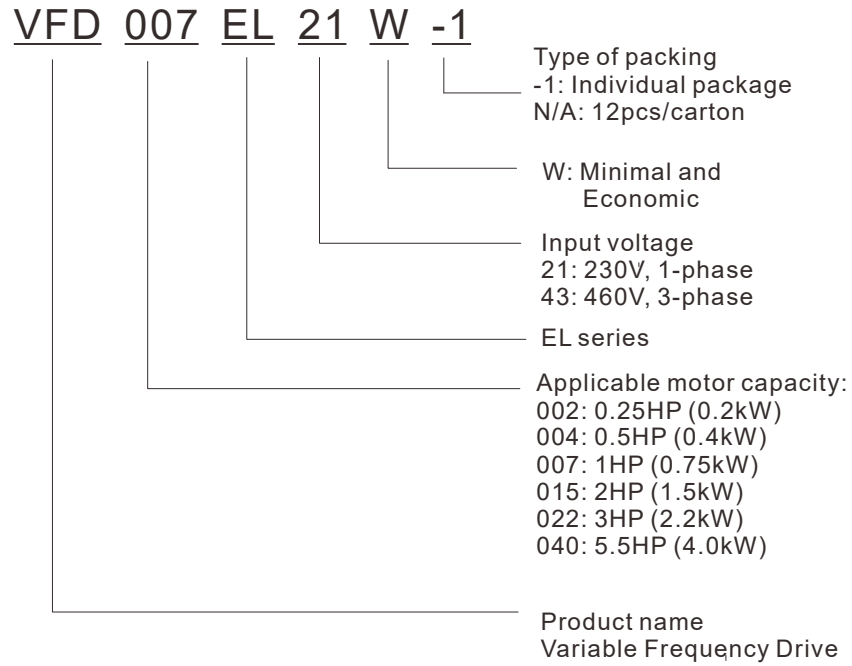 VFD 007 EL 21 W -1
Type of packing
-1: Individual package
N/A: 12pcs/carton
W: Minimal and
Economic
Input voltage
21: 230V, 1-phase
43: 460V, 3-phase
EL series
Applicable motor capacity:
002: 0.25HP (0.2kW)
004: 0.5HP (0.4kW)
007: 1HP (0.75kW)
015: 2HP (1.5kW)
022: 3HP (2.2kW)
040: 5.5HP (4.0kW)
Product name
Variable Frequency Drive